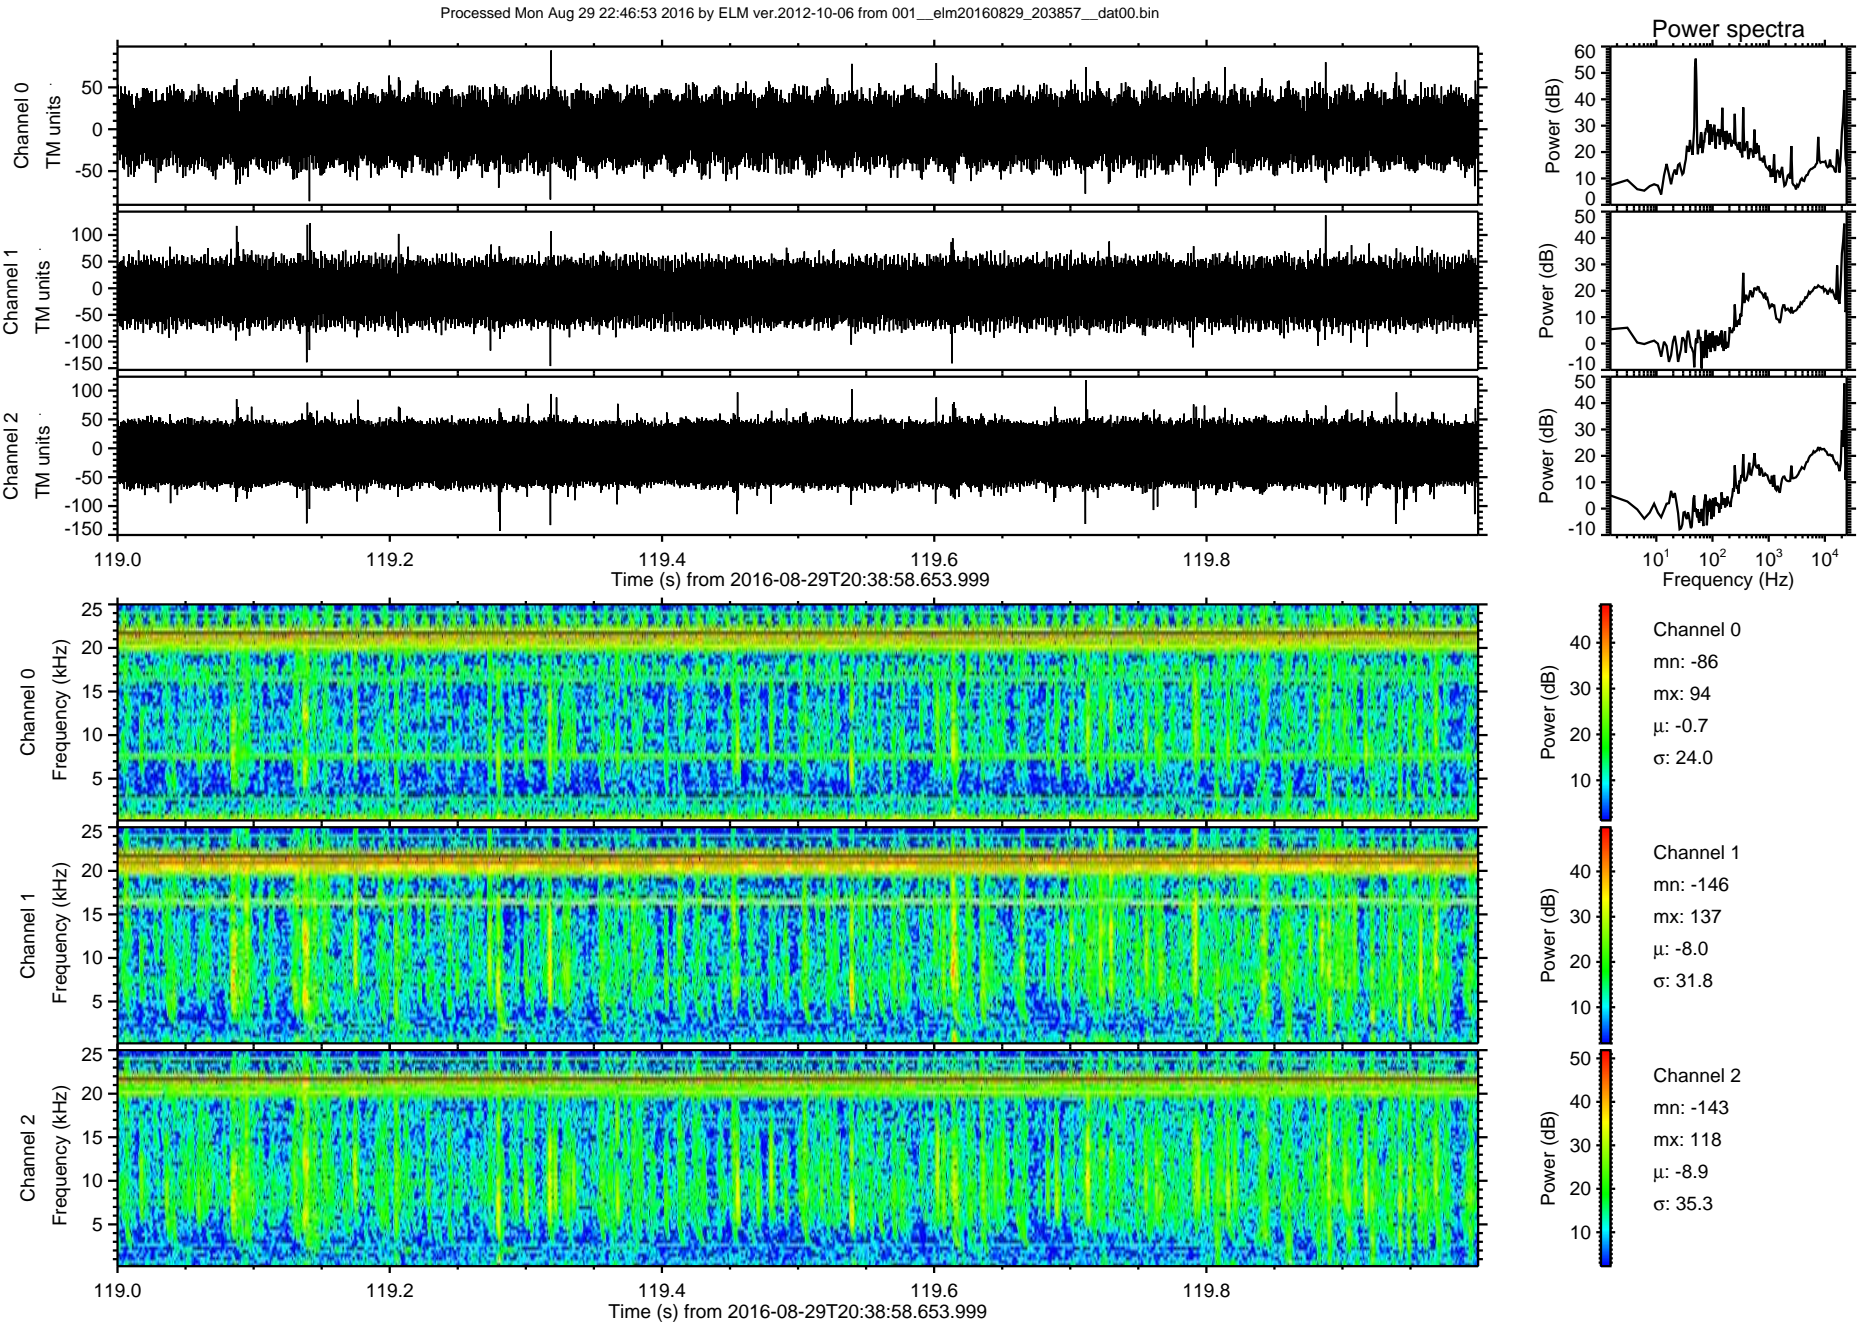 Processed Mon Aug 29 22:46:53 2016 by ELM ver.2012-10-06 from 001__elm20160829_203857__dat00.bin
Power spectra
Channel 0
TM units
50
0
-50
Power (dB)
60
50
40
30
20
10
0
Channel 1
TM units
100
50
0
-50
-100
-150
Power (dB)
50
40
30
20
10
0
-10
Channel 2
TM units
100
50
0
-50
-100
-150
Power (dB)
50
40
30
20
10
0
-10
119.0 119.2 119.4 119.6 119.8
Time (s) from 2016-08-29T20:38:58.653.999
10¹ 10² 10³ 10⁴
Frequency (Hz)
Channel 0
Frequency (kHz)
25
20
15
10
5
Power (dB)
40
30
20
10
Channel 0
mn: -86
mx: 94
µ: -0.7
σ: 24.0
Channel 1
Frequency (kHz)
25
20
15
10
5
Power (dB)
40
30
20
10
Channel 1
mn: -146
mx: 137
µ: -8.0
σ: 31.8
Channel 2
Frequency (kHz)
25
20
15
10
5
Power (dB)
50
40
30
20
10
Channel 2
mn: -143
mx: 118
µ: -8.9
σ: 35.3
119.0 119.2 119.4 119.6 119.8
Time (s) from 2016-08-29T20:38:58.653.999